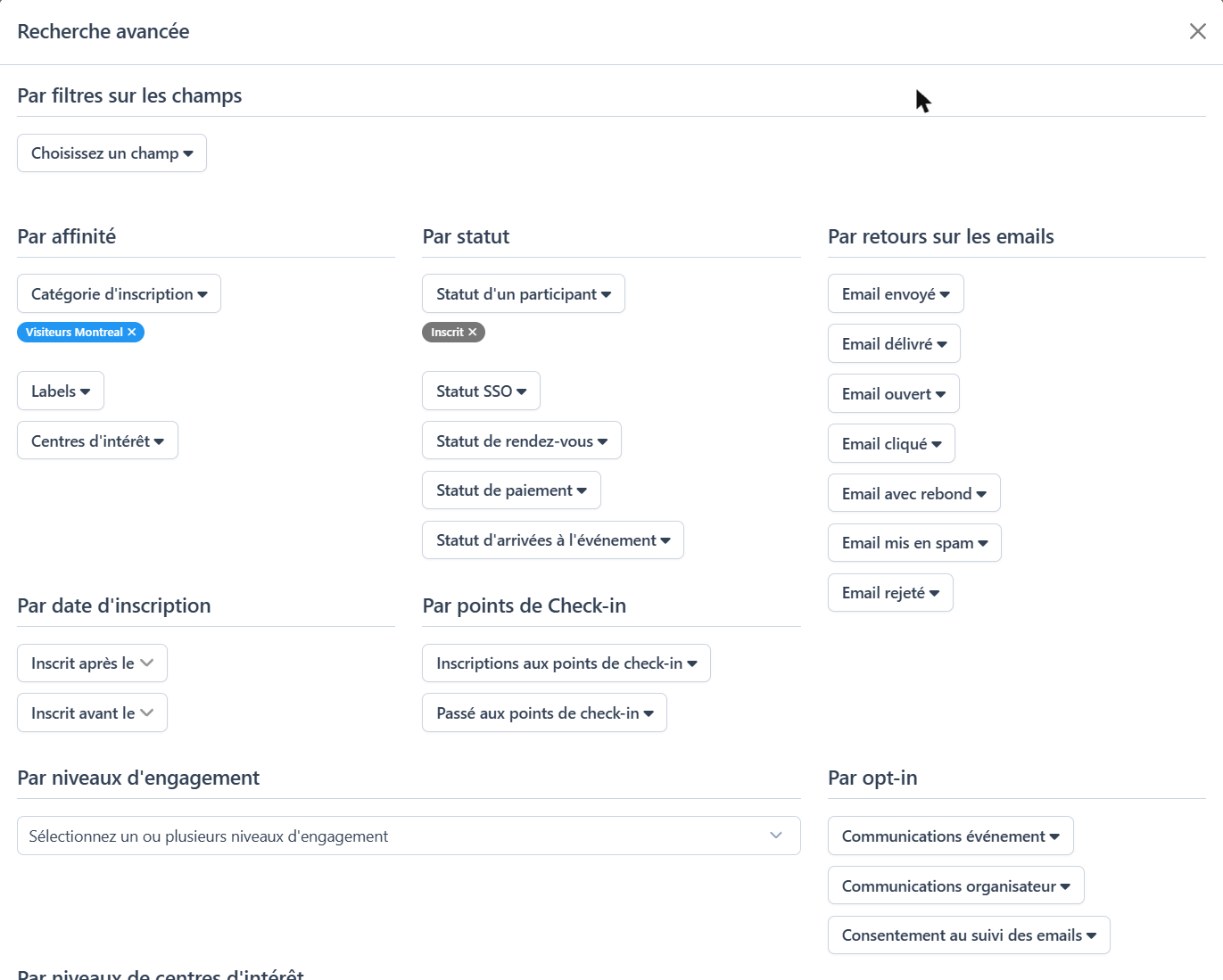 Recherche avancée
Par filtres sur les champs
Choisissez un champ
Par affinité
Catégorie d'inscription
Visiteurs Montreal
Labels
Centres d'intérêt
Par statut
Statut d'un participant
Inscrit
Statut SSO
Statut de rendez-vous
Statut de paiement
Statut d'arrivées à l'événement
Par retours sur les emails
Email envoyé
Email délivré
Email ouvert
Email cliqué
Email avec rebond
Email mis en spam
Email rejeté
Par date d'inscription
Inscrit après le
Inscrit avant le
Par points de Check-in
Inscriptions aux points de check-in
Passé aux points de check-in
Par niveaux d'engagement
Sélectionnez un ou plusieurs niveaux d'engagement
Par opt-in
Communications événement
Communications organisateur
Consentement au suivi des emails
Par niveaux de centres d'intérêt